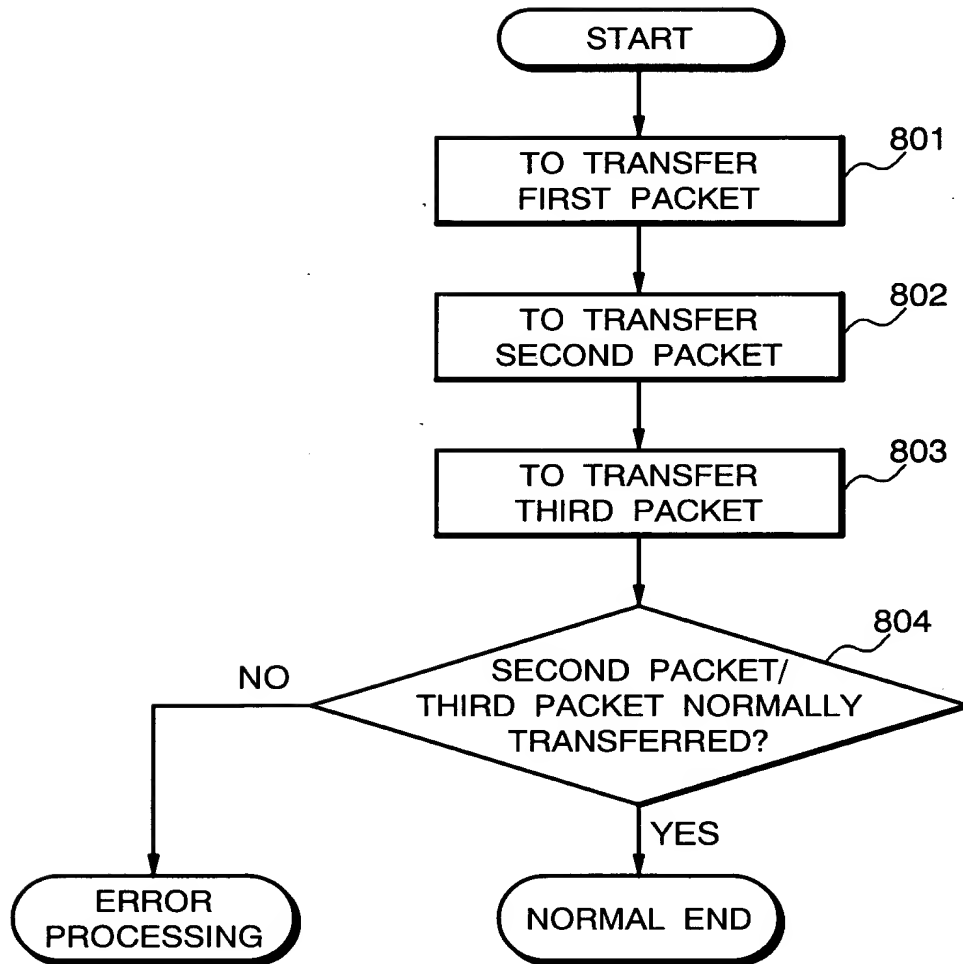 START
801
TO TRANSFER
FIRST PACKET
802
TO TRANSFER
SECOND PACKET
803
TO TRANSFER
THIRD PACKET
804
SECOND PACKET/
THIRD PACKET NORMALLY
TRANSFERRED?
NO
YES
ERROR
PROCESSING
NORMAL END